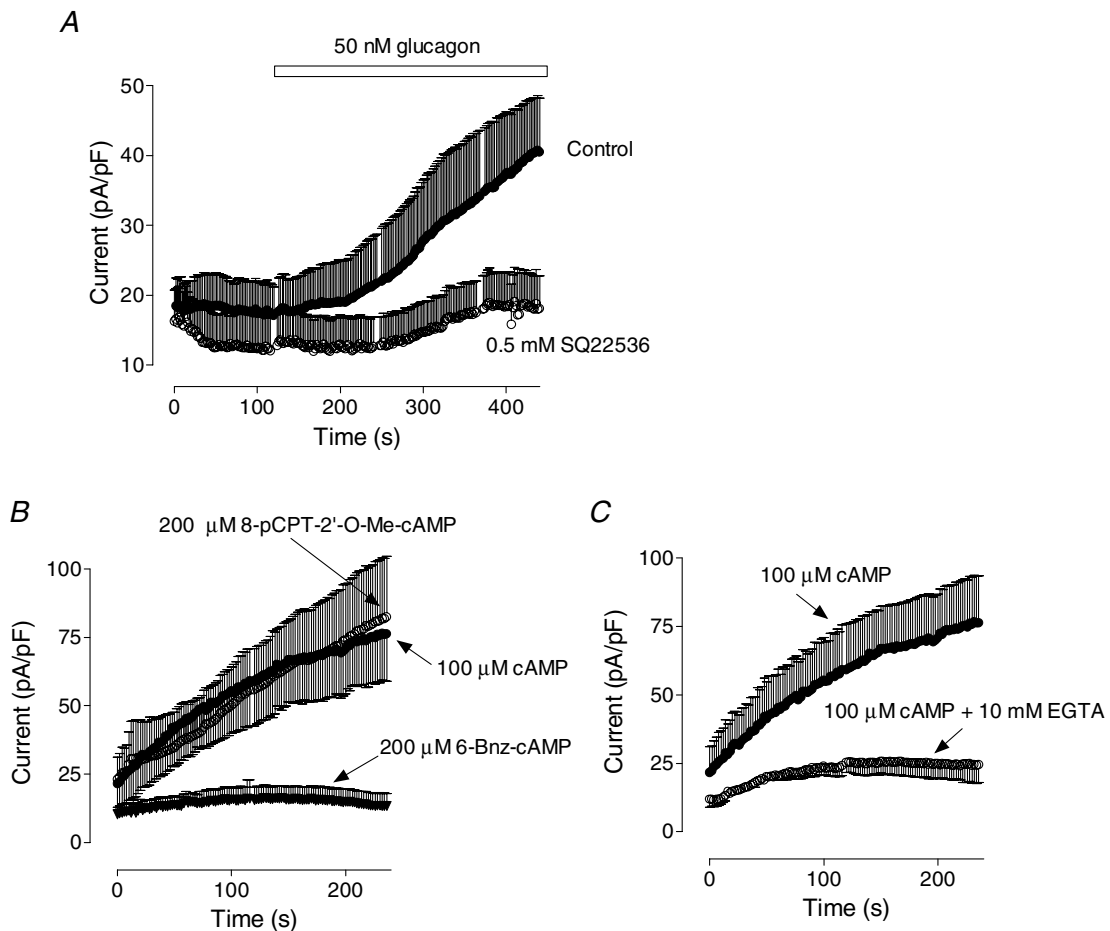 A
50 nM glucagon
50
40
30
20
10
Current (pA/pF)
Control
0.5 mM SQ22536
0 100 200 300 400
Time (s)
B
200 μM 8-pCPT-2'-O-Me-cAMP
100
75
50
25
0
Current (pA/pF)
100 μM cAMP
200 μM 6-Bnz-cAMP
0 100 200
Time (s)
C
100
75
50
25
0
Current (pA/pF)
100 μM cAMP
100 μM cAMP + 10 mM EGTA
0 100 200
Time (s)